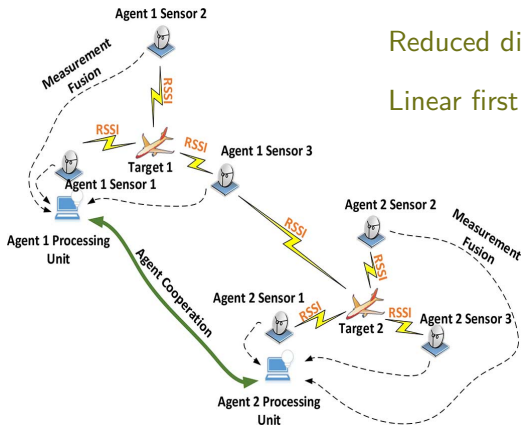 Agent 1 Sensor 2
Reduced di
Measurement
Fusion
RSSI
Linear first
RSSI
RSSI
Target 1
Agent 1 Sensor 3
Agent 1 Sensor 1
Agent 1 Processing
Unit
Agent 2 Sensor 2
Measurement
Fusion
RSSI
Agent Cooperation
RSSI
Agent 2 Sensor 1
RSSI
Target 2
RSSI
Agent 2 Sensor 3
Agent 2 Processing
Unit